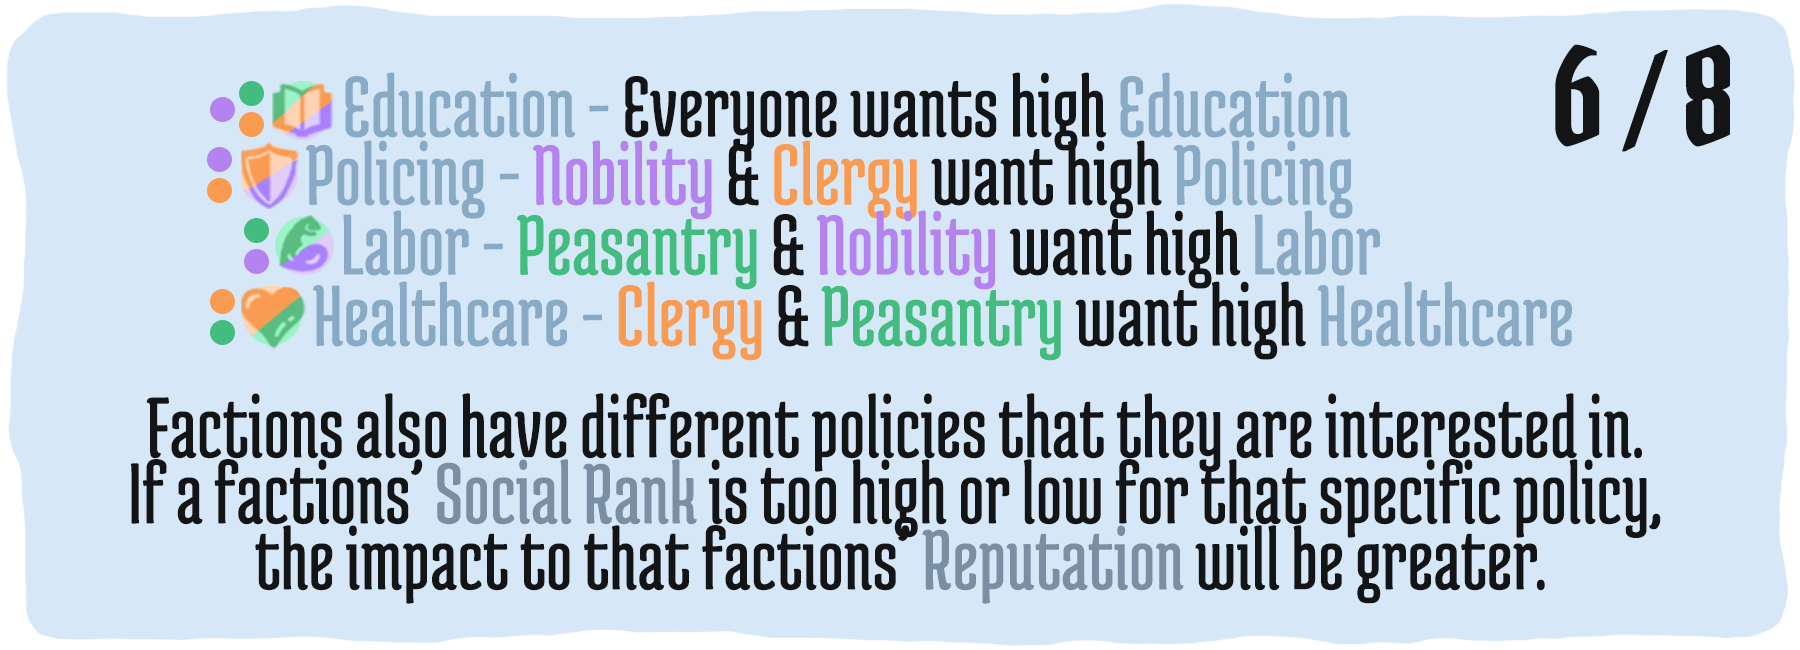 6/8
Education - Everyone wants high Education
Policing - Nobility & Clergy want high Policing
Labor - Peasantry & Nobility want high Labor
Healthcare - Clergy & Peasantry want high Healthcare
Factions also have different policies that they are interested in.
If a factions’ Social Rank is too high or low for that specific policy,
the impact to that factions’ Reputation will be greater.